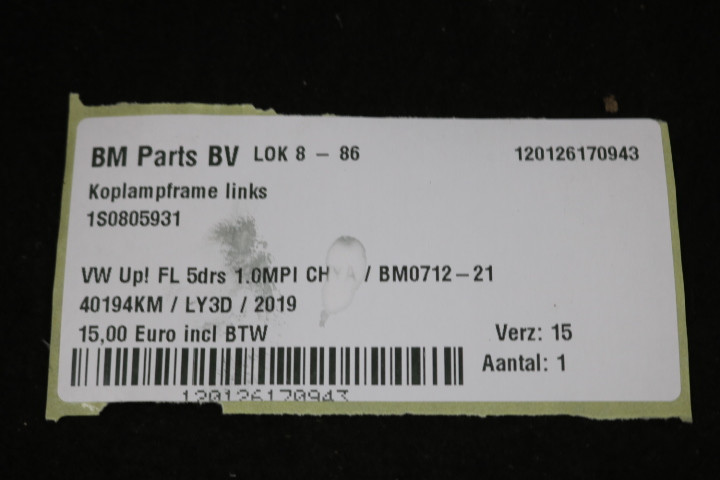 BM Parts BV LOK 8 – 86 120126170943
Koplampframe links
1S0805931
VW Up! FL 5drs 1.0MPI CHYA / BM0712–21
40194KM / LY3D / 2019
15,00 Euro incl BTW Verz: 15
Aantal: 1
120126170943